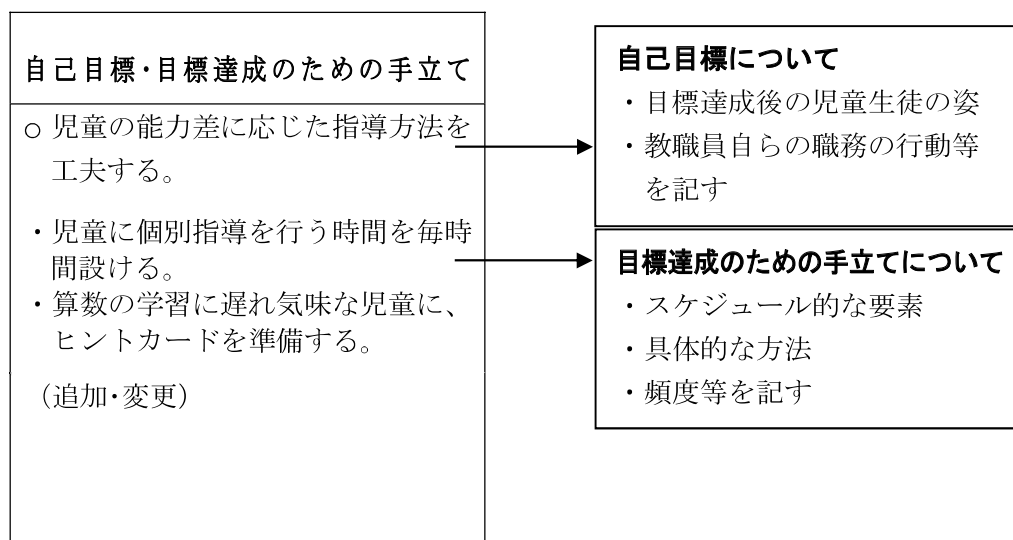 自己目標・目標達成のための手立て
○ 児童の能力差に応じた指導方法を
工夫する。
・児童に個別指導を行う時間を毎時
間設ける。
・算数の学習に遅れ気味な児童に、
ヒントカードを準備する。
（追加・変更）
自己目標について
・目標達成後の児童生徒の姿
・教職員自らの職務の行動等
を記す
目標達成のための手立てについて
・スケジュール的な要素
・具体的な方法
・頻度等を記す